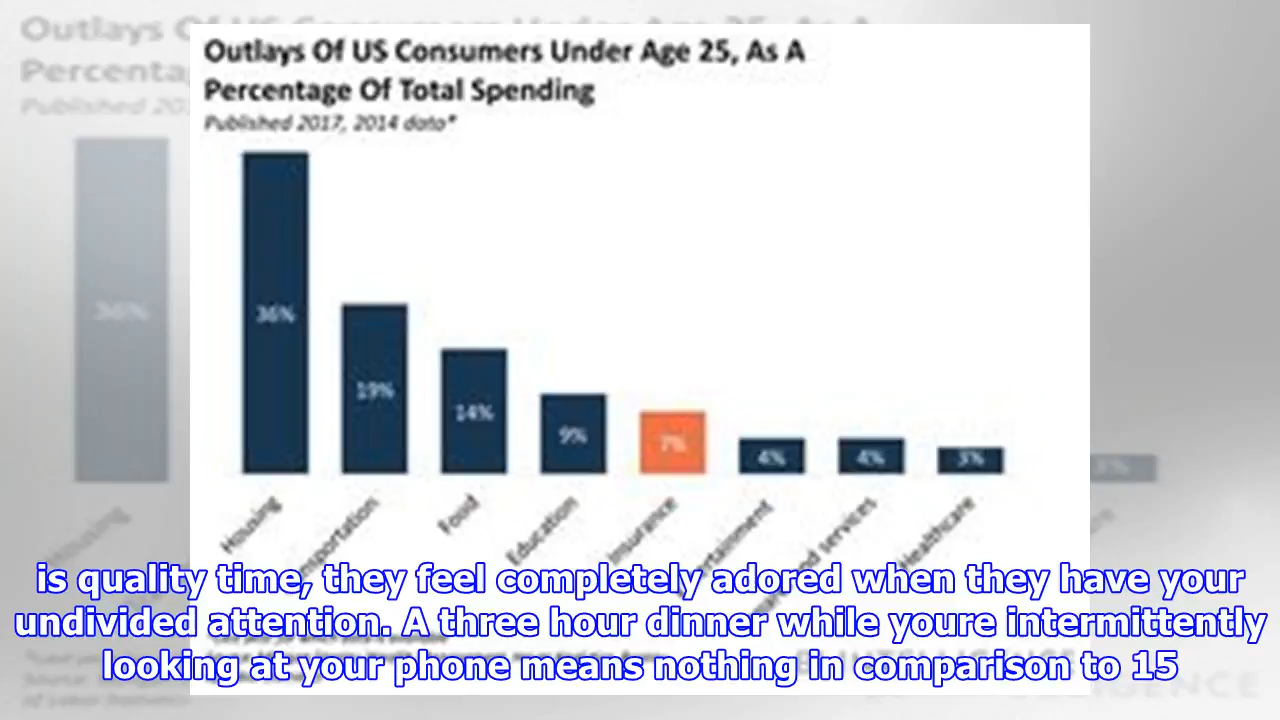 Outlays Of US Consumers Under Age 25, As A
Percentage Of Total Spending
Published 2017, 2014 data*
36%
19%
14%
9%
7%
4%
4%
3%
Housing
Food
Education
Insurance
and services
Healthcare
is quality time, they feel completely adored when they have your
undivided attention. A three hour dinner while youre intermittently
looking at your phone means nothing in comparison to 15